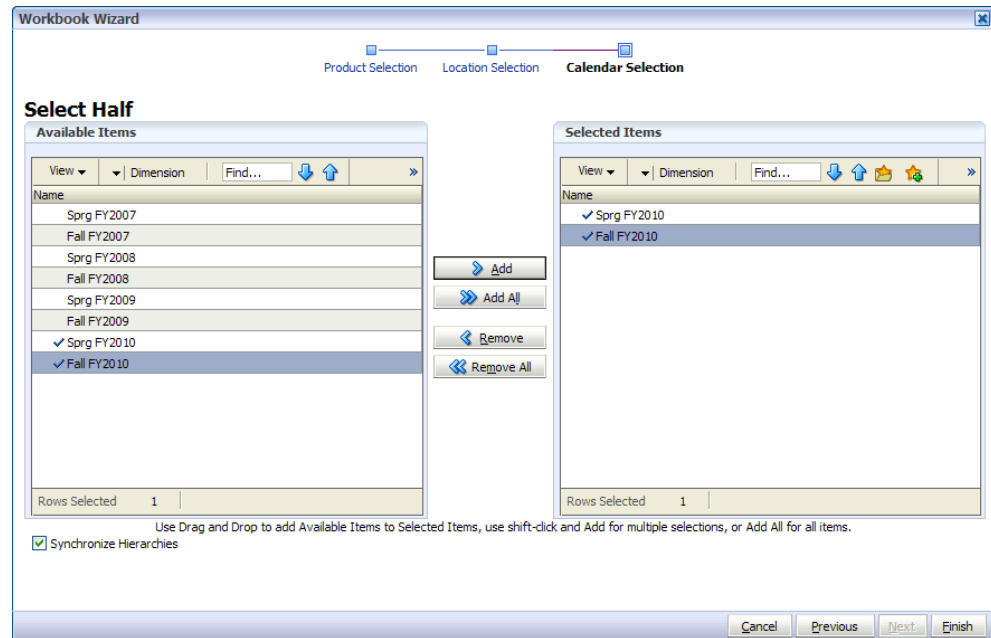 Workbook Wizard
Product Selection
Location Selection
Calendar Selection
Select Half
Available Items
View
Dimension
Find...
»
Name
Sprg FY2007
Fall FY2007
Sprg FY2008
Fall FY2008
Sprg FY2009
Fall FY2009
Sprg FY2010
Fall FY2010
Rows Selected 1
Add
Add All
Remove
Remove All
Selected Items
View
Dimension
Find...
»
Name
Sprg FY2010
Fall FY2010
Rows Selected 1
Use Drag and Drop to add Available Items to Selected Items, use shift-click and Add for multiple selections, or Add All for all items.
Synchronize Hierarchies
Cancel
Previous
Next
Finish